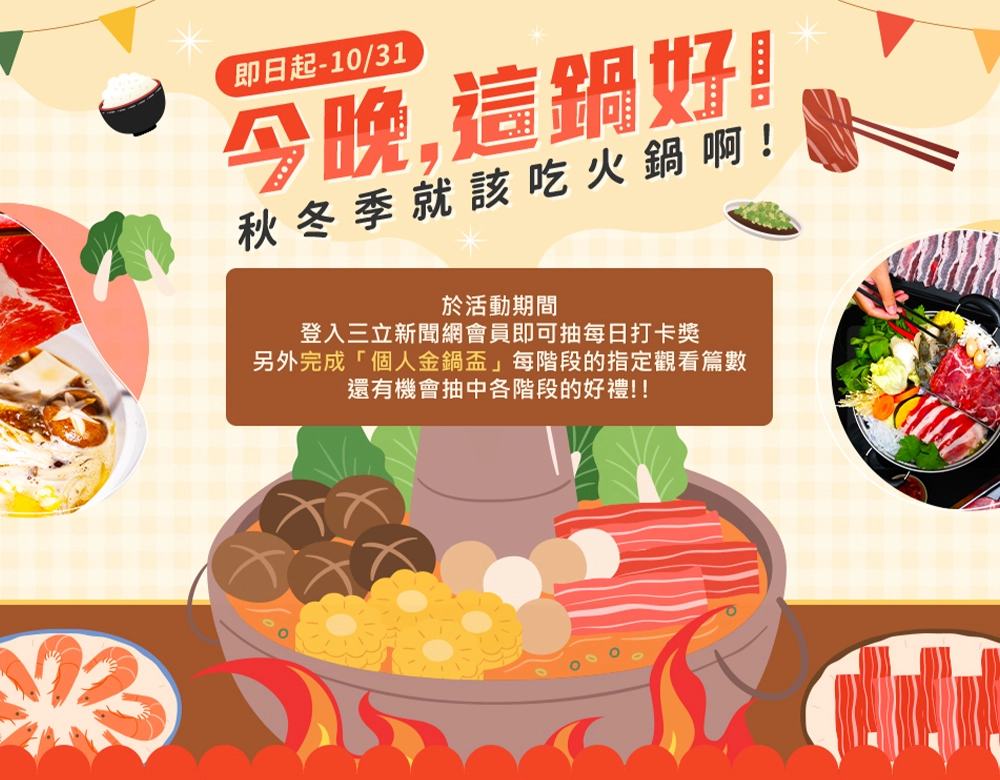 即日起-10/31
今晚,這鍋好!
秋冬季就該吃火鍋啊!
於活動期間
登入三立新聞網會員即可抽每日打卡獎
另外完成「個人金鍋盃」每階段的指定觀看篇數
還有機會抽中各階段的好禮!!